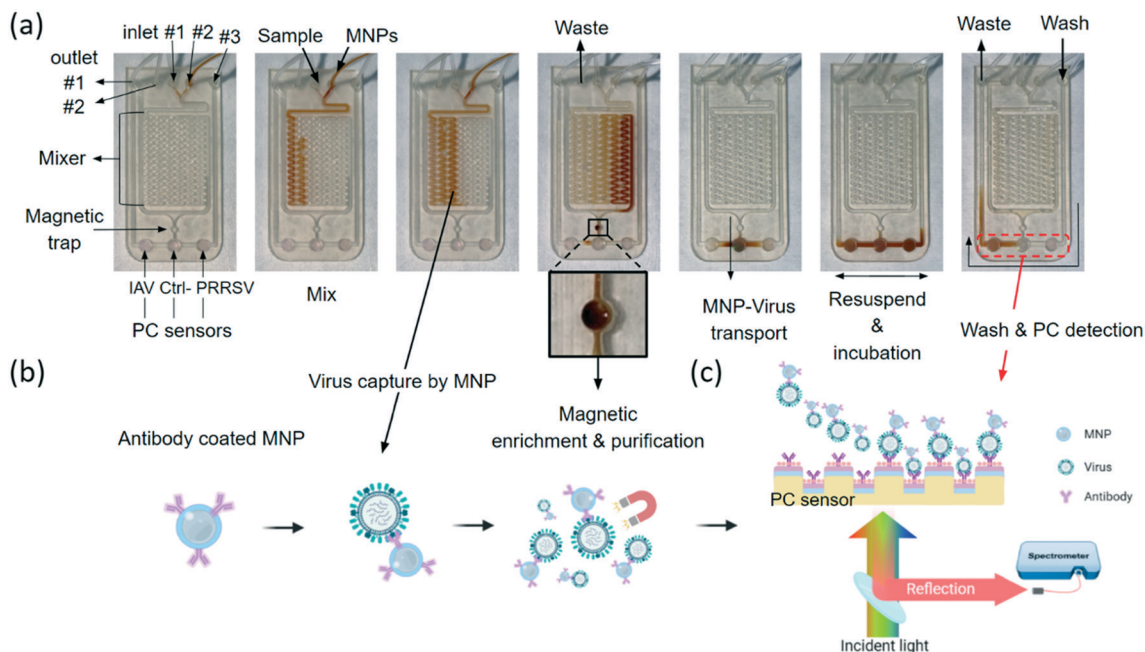 (a)
inlet #1 #2 #3
outlet
#1
#2
Mixer
Magnetic
trap
IAV Ctrl- PRRSV
PC sensors
Sample
MNPs
Mix
Waste
MNP-Virus
transport
Resuspend
&
incubation
Waste
Wash
Wash & PC detection
(b)
Virus capture by MNP
Antibody coated MNP
Magnetic
enrichment & purification
(c)
MNP
Virus
Antibody
PC sensor
Spectrometer
Reflection
Incident light